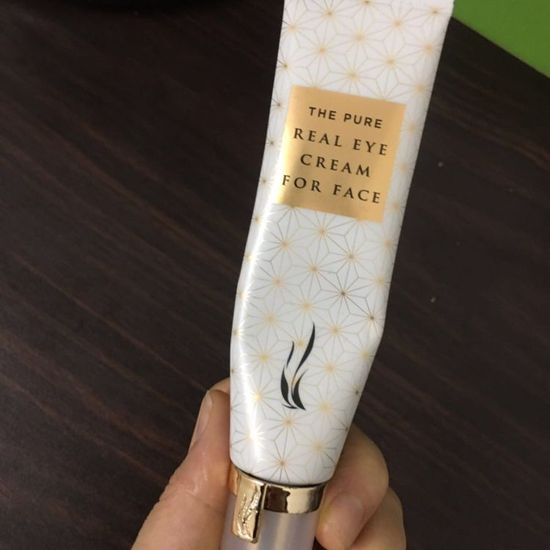 THE PURE
REAL EYE
CREAM
FOR FACE